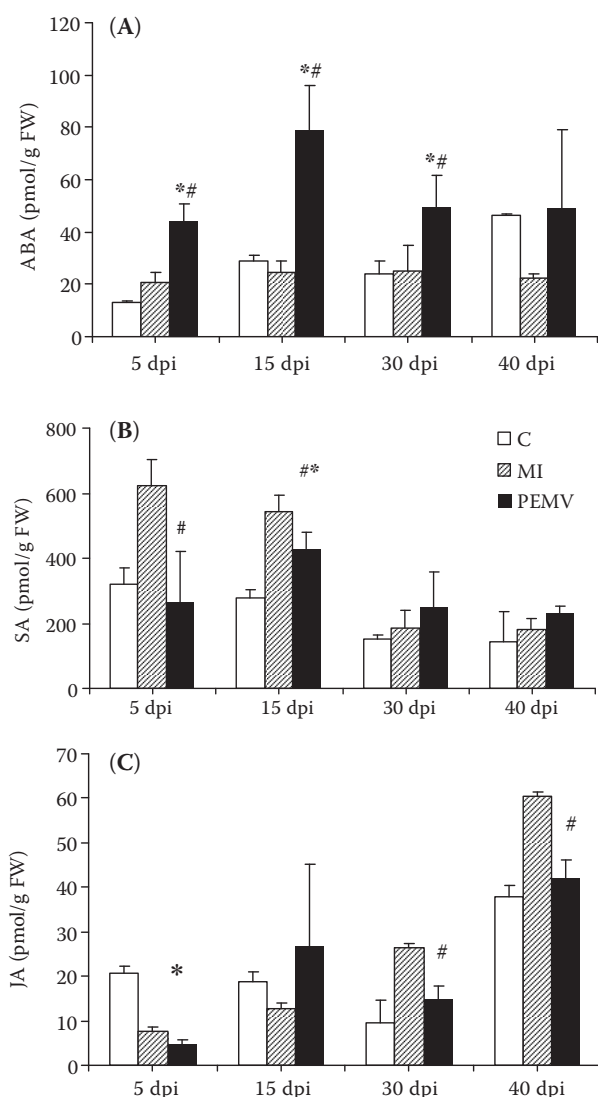 (A)
ABA (pmol/g FW)
120
100
80
60
40
20
0
*#
*#
*#
5 dpi 15 dpi 30 dpi 40 dpi
(B)
SA (pmol/g FW)
800
600
400
200
0
C
MI
PEMV
#
#*
5 dpi 15 dpi 30 dpi 40 dpi
(C)
JA (pmol/g FW)
70
60
50
40
30
20
10
0
*
#
#
5 dpi 15 dpi 30 dpi 40 dpi